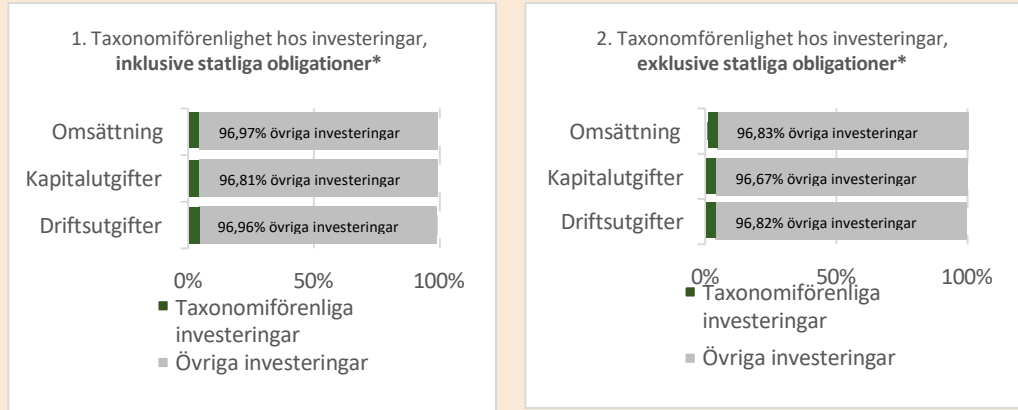 1. Taxonomiförenlighet hos investeringar,
inklusive statliga obligationer*
Omsättning
96,97% övriga investeringar
Kapitalutgifter
96,81% övriga investeringar
Driftsutgifter
96,96% övriga investeringar
0%
50%
100%
Taxonomiförenliga
investeringar
Övriga investeringar
2. Taxonomförenlighet hos investeringar,
exklusive statliga obligationer*
Omsättning
96,83% övriga investeringar
Kapitalutgifter
96,67% övriga investeringar
Driftsutgifter
96,82% övriga investeringar
0%
50%
100%
Taxonomiförenliga
investeringar
Övriga investeringar